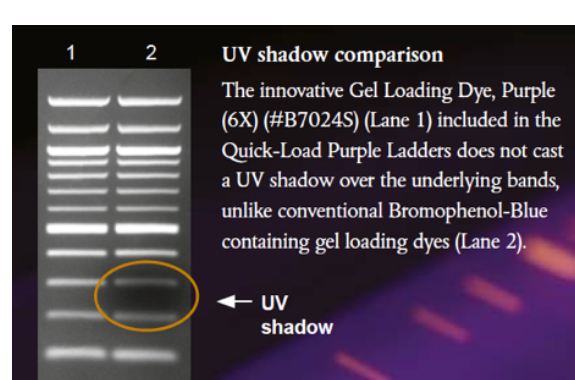 1 2
UV shadow comparison
The innovative Gel Loading Dye, Purple
(6X) (#B7024S) (Lane 1) included in the
Quick-Load Purple Ladders does not cast
a UV shadow over the underlying bands,
unlike conventional Bromophenol-Blue
containing gel loading dyes (Lane 2).
UV
shadow